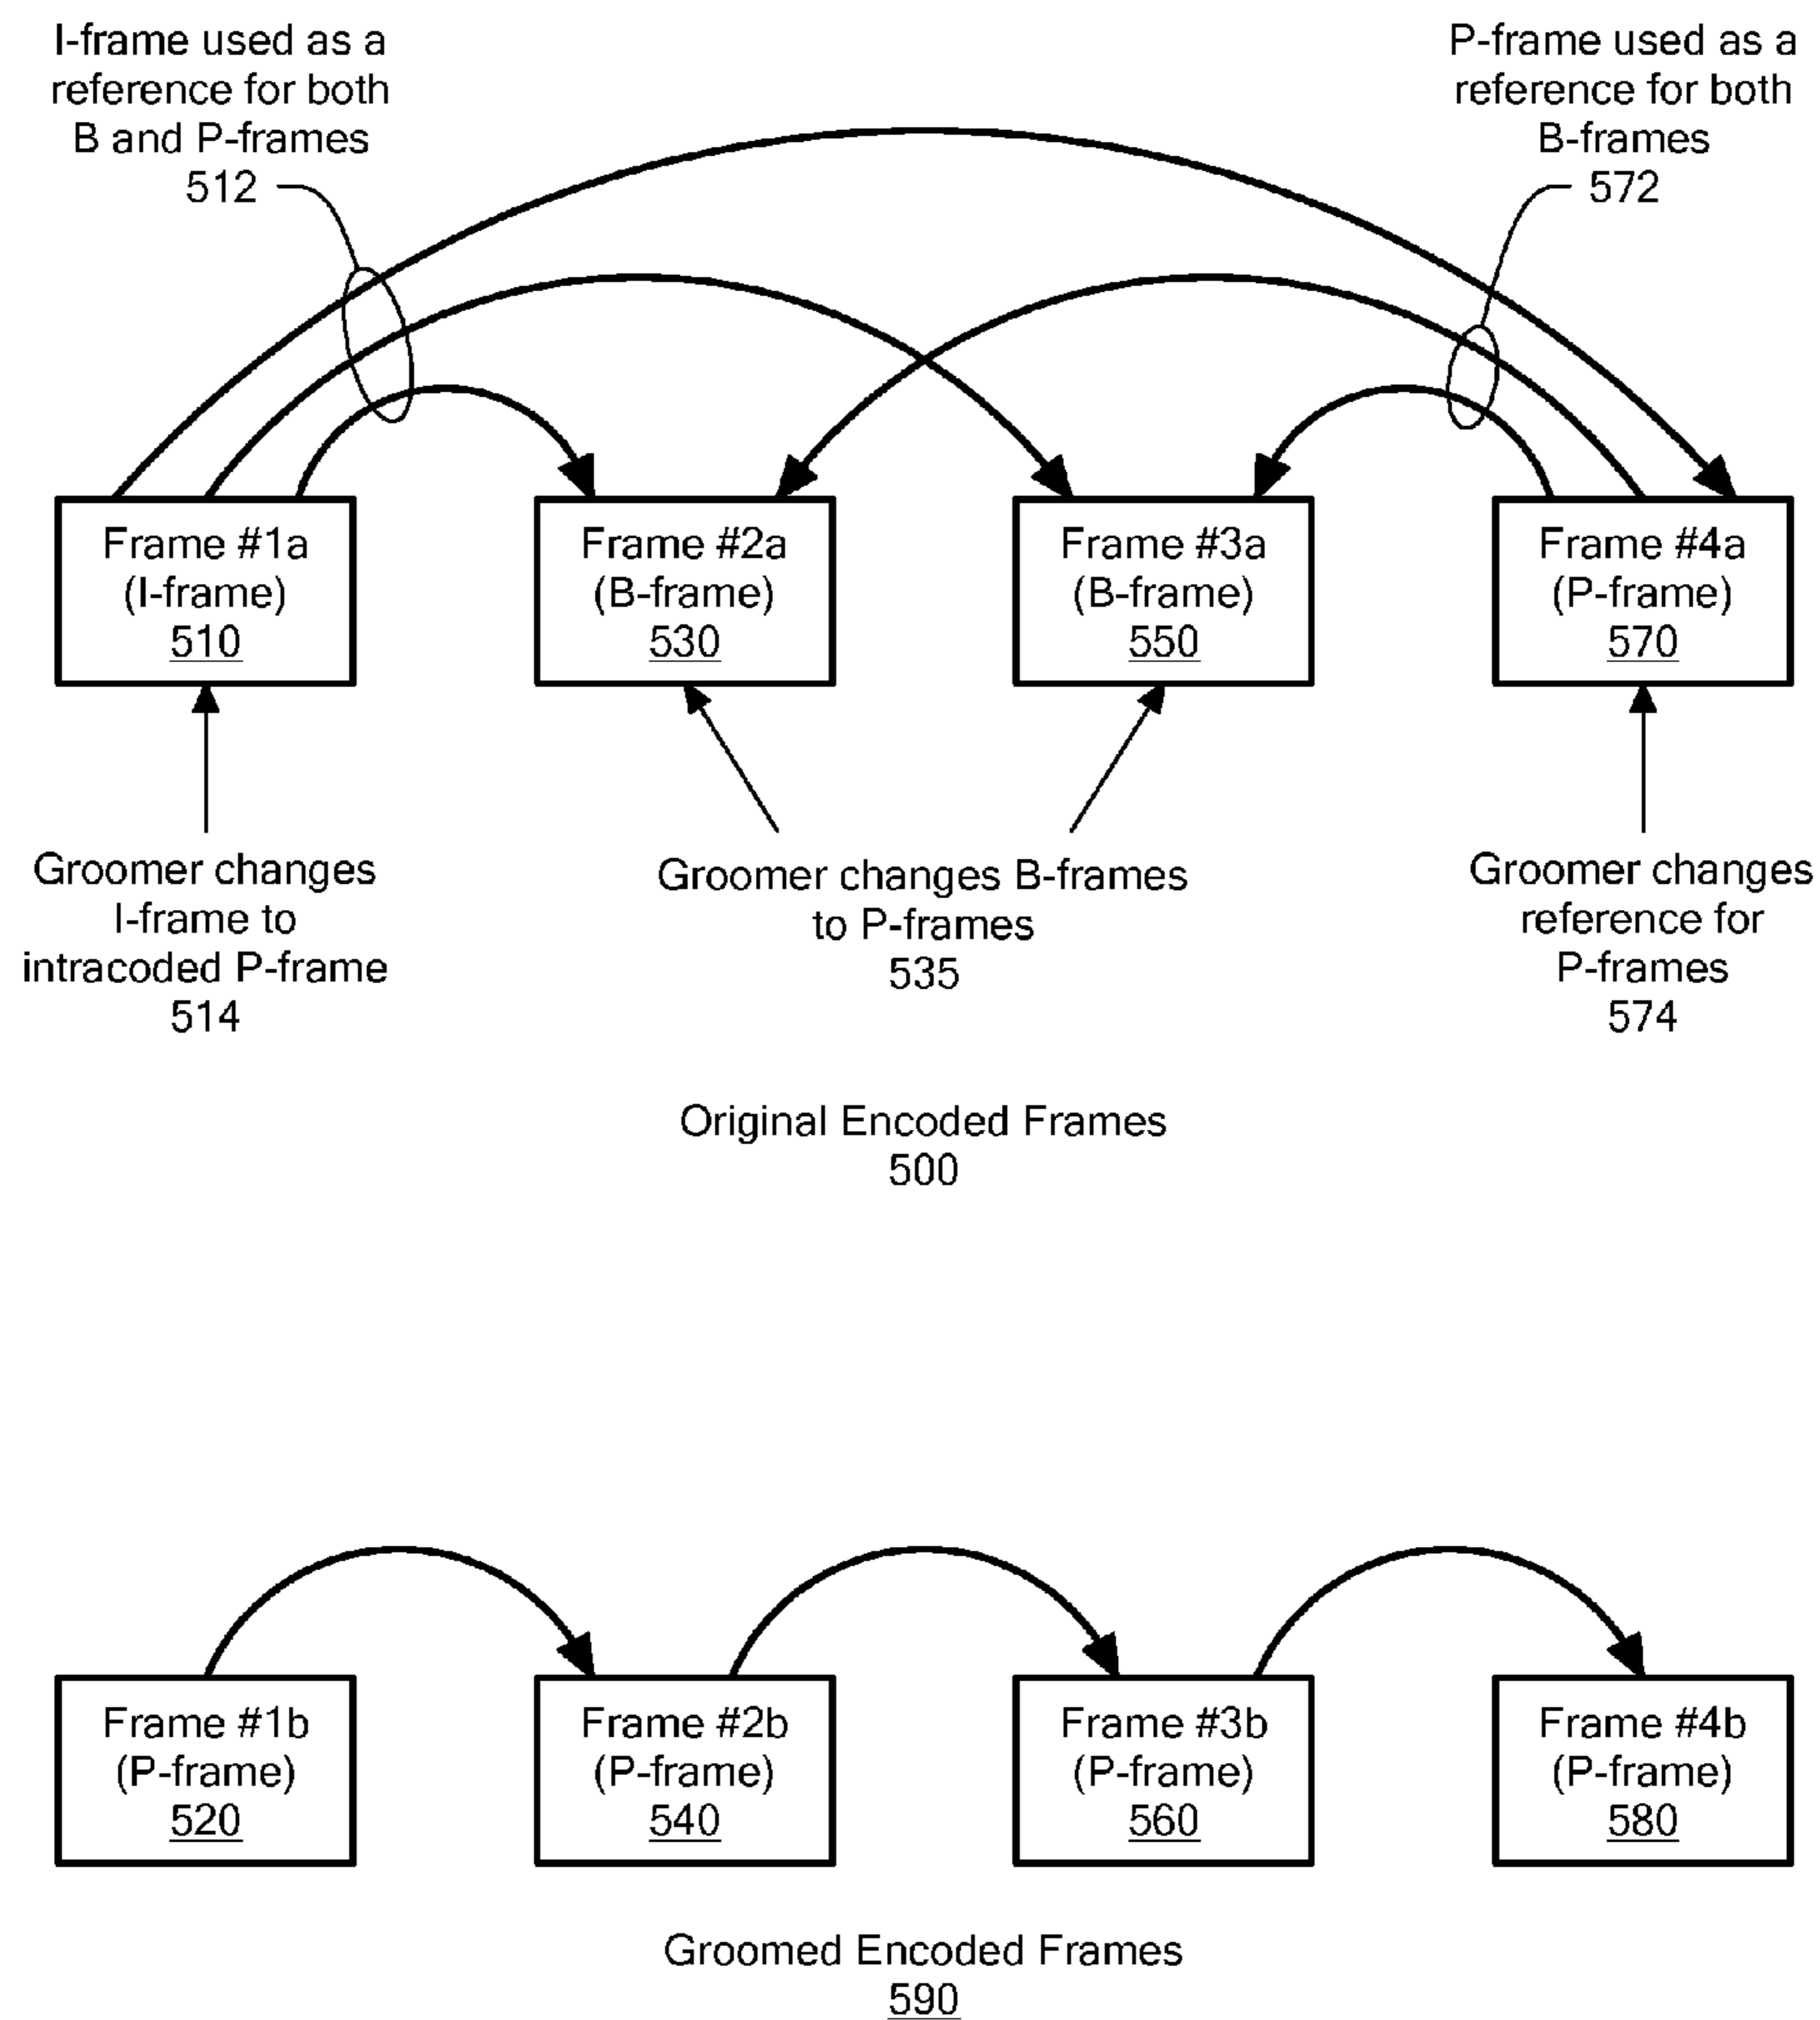 I-frame used as a
reference for both
B and P-frames
512
P-frame used as a
reference for both
B-frames
572
Frame #1a
(I-frame)
510
Frame #2a
(B-frame)
530
Frame #3a
(B-frame)
550
Frame #4a
(P-frame)
570
Groomer changes
I-frame to
intracoded P-frame
514
Groomer changes B-frames
to P-frames
535
Groomer changes
reference for
P-frames
574
Original Encoded Frames
500
Frame #1b
(P-frame)
520
Frame #2b
(P-frame)
540
Frame #3b
(P-frame)
560
Frame #4b
(P-frame)
580
Groomed Encoded Frames
590